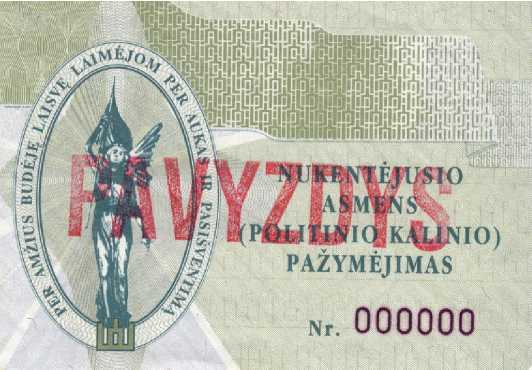 PER AMŽIUS BUDĖJĘ LAISVĘ LAIMĖJOM PER AUKAS IR PASIŠVENTIMĄ
PAVYZDYS
NUKENTĖJUSIO
ASMENS
(POLITINIO KALINIO)
PAŽYMĖJIMAS
Nr. 000000